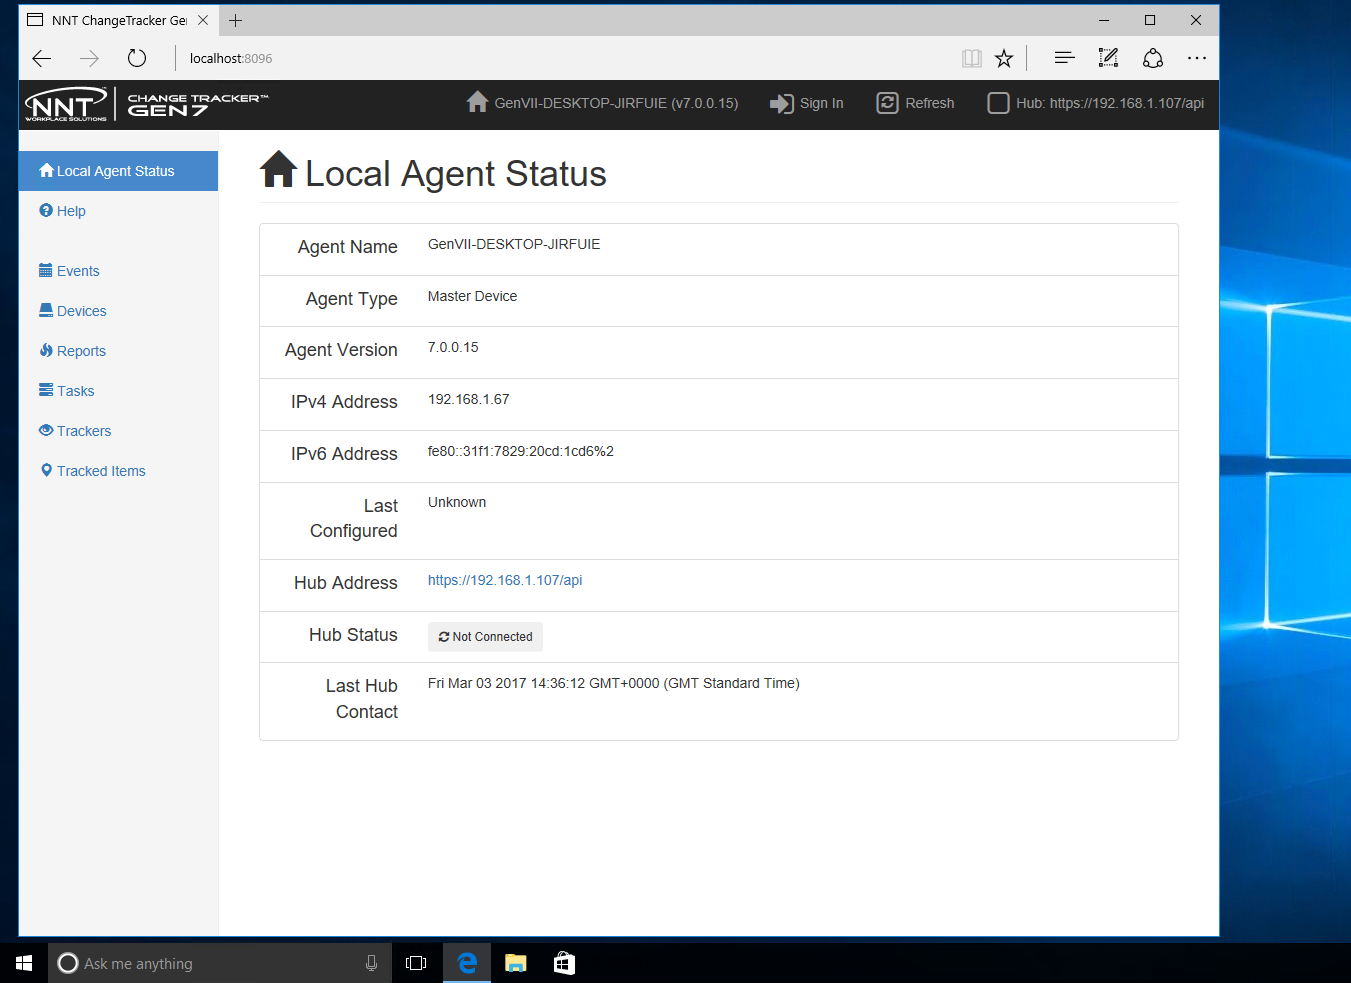 NNT ChangeTracker Ge
localhost:8096
NNT
WORKPLACE SOLUTIONS
CHANGE TRACKER™
GEN7
GenVII-DESKTOP-JIRFUIE (v7.0.0.15)
Sign In
Refresh
Hub: https://192.168.1.107/api
Local Agent Status
Help
Events
Devices
Reports
Tasks
Trackers
Tracked Items
Local Agent Status
Agent Name GenVII-DESKTOP-JIRFUIE
Agent Type Master Device
Agent Version 7.0.0.15
IPv4 Address 192.168.1.67
IPv6 Address fe80::31f1:7829:20cd:1cd6%2
Last Unknown
Configured
Hub Address https://192.168.1.107/api
Hub Status Not Connected
Last Hub Fri Mar 03 2017 14:36:12 GMT+0000 (GMT Standard Time)
Contact
Ask me anything